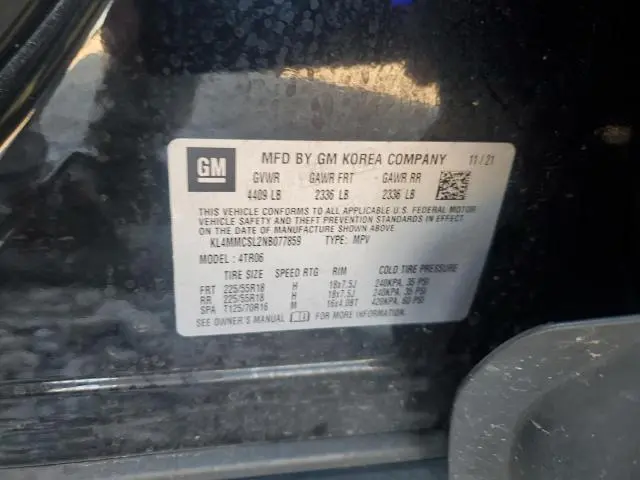 GM MFD BY GM KOREA COMPANY 11/21
GVWR GAWR FRT GAWR RR
4409 LB 2336 LB 2336 LB
THIS VEHICLE CONFORMS TO ALL APPLICABLE U.S. FEDERAL MOTOR
VEHICLE SAFETY AND THEFT PREVENTION STANDARDS IN EFFECT
ON THE DATE OF MANUFACTURE SHOWN ABOVE
KL4MMCSL2NB077859 TYPE: MPV
MODEL: 4TR06
TIRE SIZE SPEED RTG RIM COLD TIRE PRESSURE
FRT 225/55R18 H 18x7.5J 240KPA, 35 PSI
RR 225/55R18 H 18x7.5J 240KPA, 35 PSI
SPA T125/70R16 M 16x4.0BT 420KPA, 60 PSI
SEE OWNER'S MANUAL FOR MORE INFORMATION.